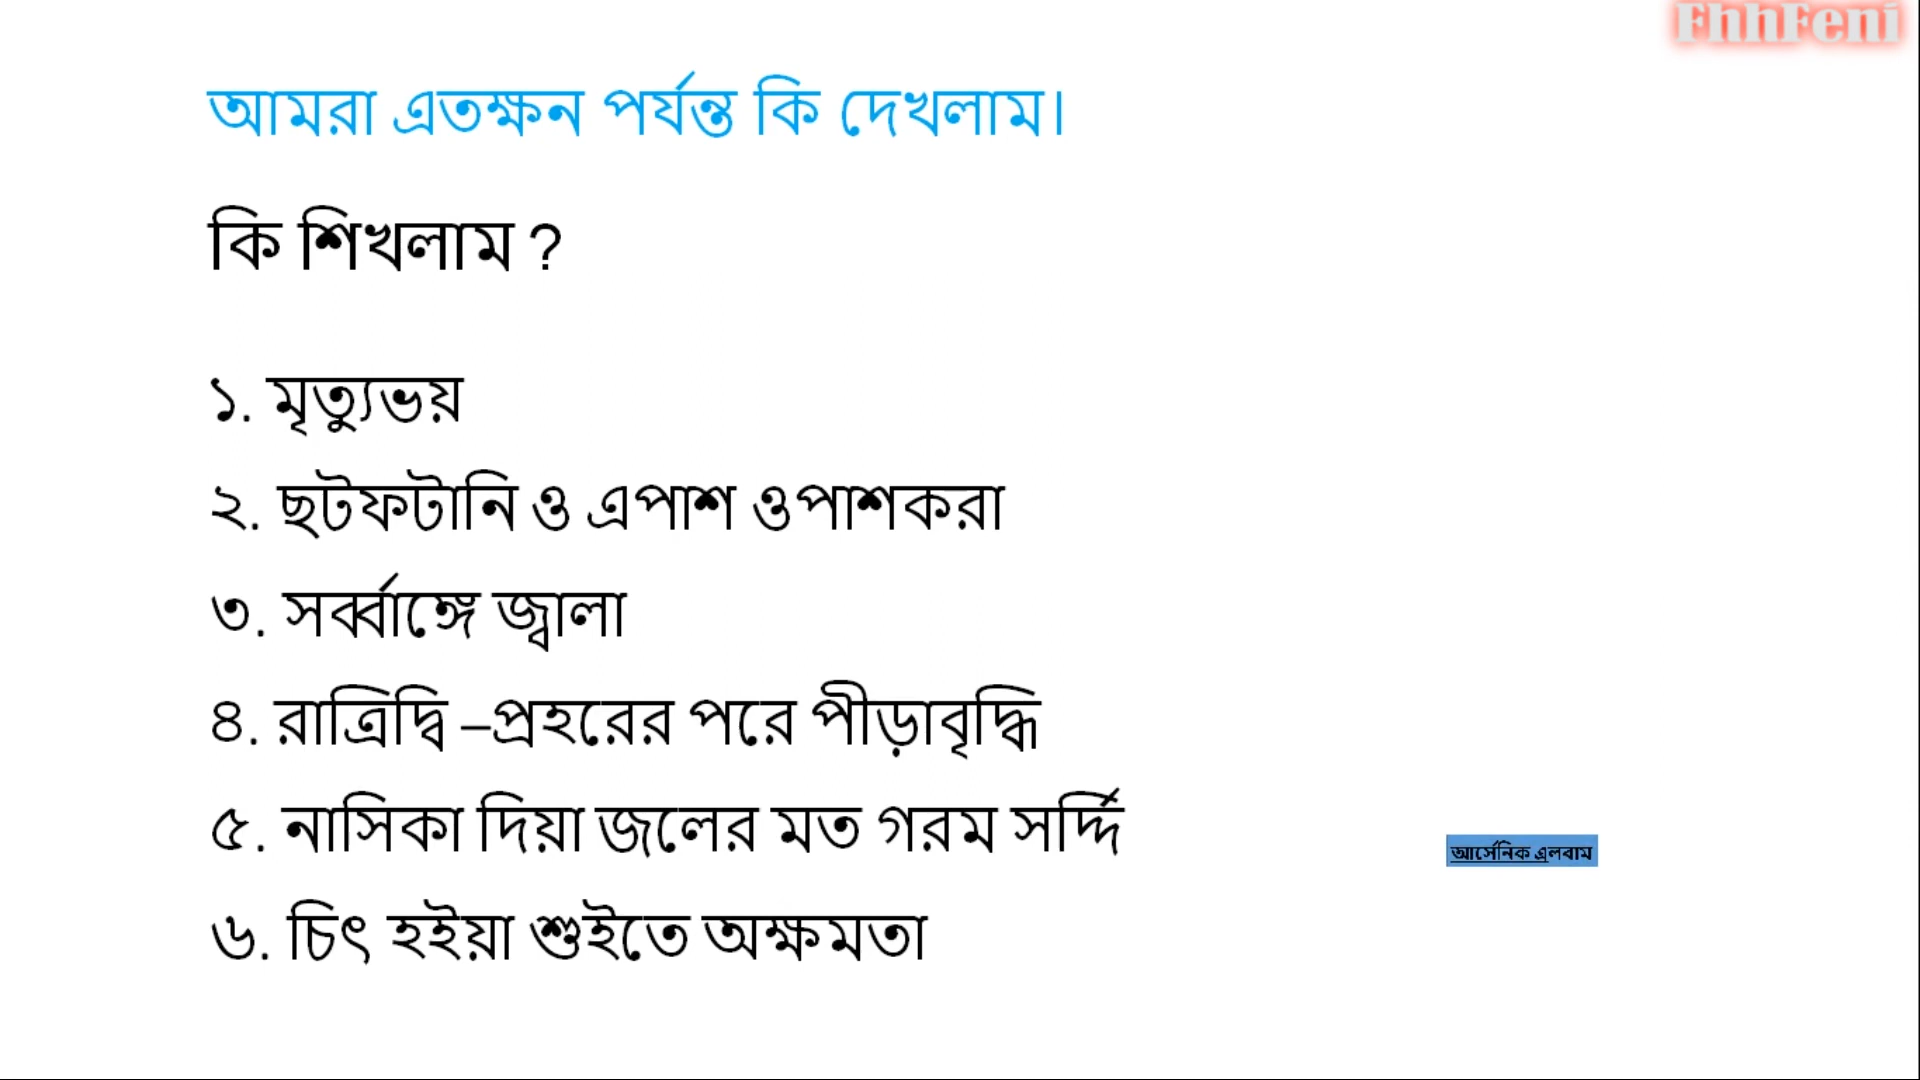 FhhFeni
আমরা এতক্ষন পর্যন্ত কি দেখলাম।
কি শিখলাম ?
১. মৃত্যুভয়
২. ছটফটানি ও এপাশ ওপাশকরা
৩. সর্ব্বাঙ্গে জ্বালা
৪. রাত্রিদ্বি –প্রহরের পরে পীড়াবৃদ্ধি
৫. নাসিকা দিয়া জলের মত গরম সর্দ্দি
আর্সেনিক এলবাম
৬. চিৎ হইয়া শুইতে অক্ষমতা